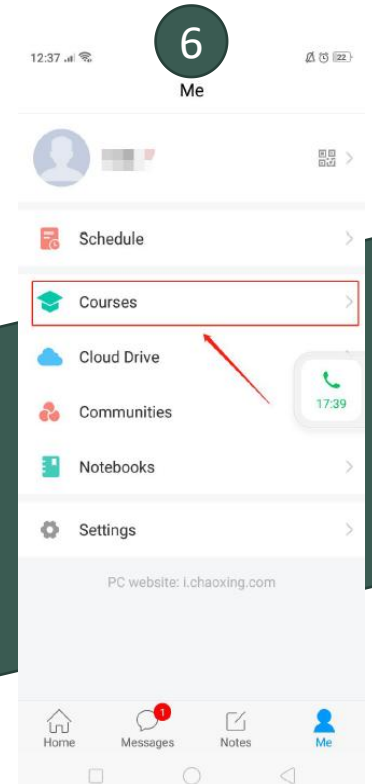 6
12:37
22
Me
Schedule
Courses
Cloud Drive
17:39
Communities
Notebooks
Settings
PC website: i.chaoxing.com
1
Home Messages Notes Me